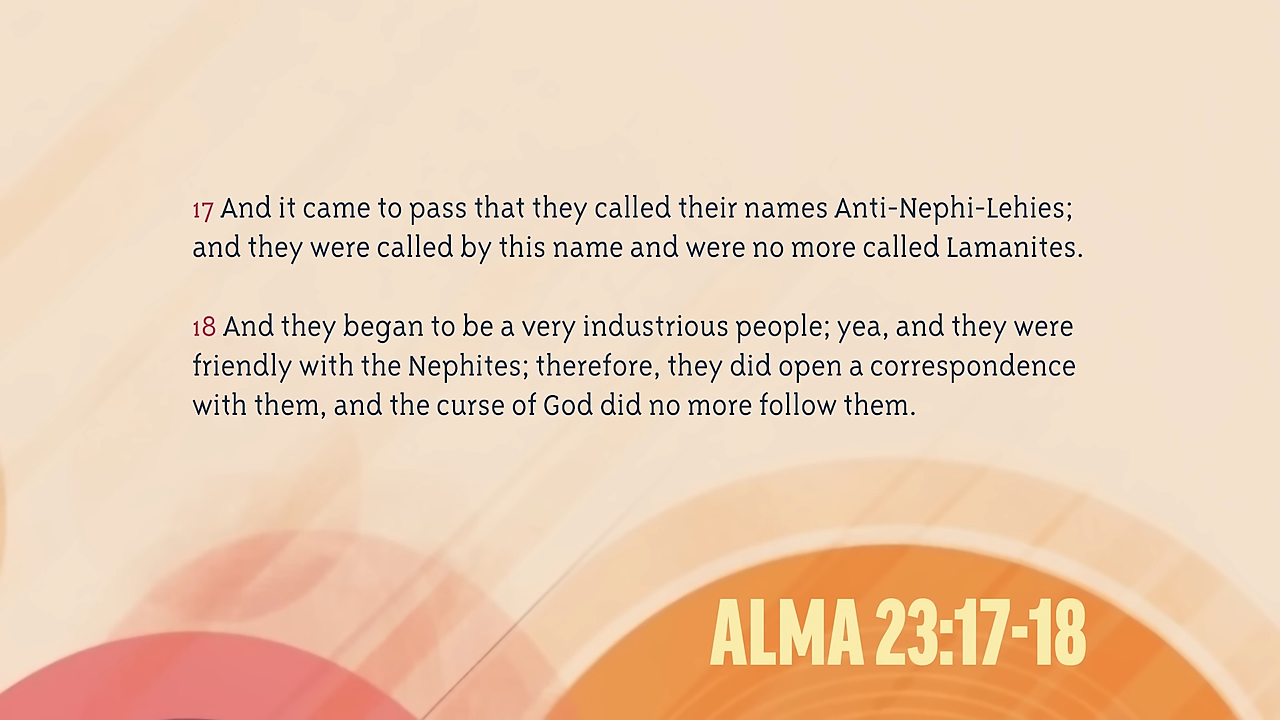 17 And it came to pass that they called their names Anti-Nephi-Lehies;
and they were called by this name and were no more called Lamanites.
18 And they began to be a very industrious people; yea, and they were
friendly with the Nephites; therefore, they did open a correspondence
with them, and the curse of God did no more follow them.
ALMA 23:17-18